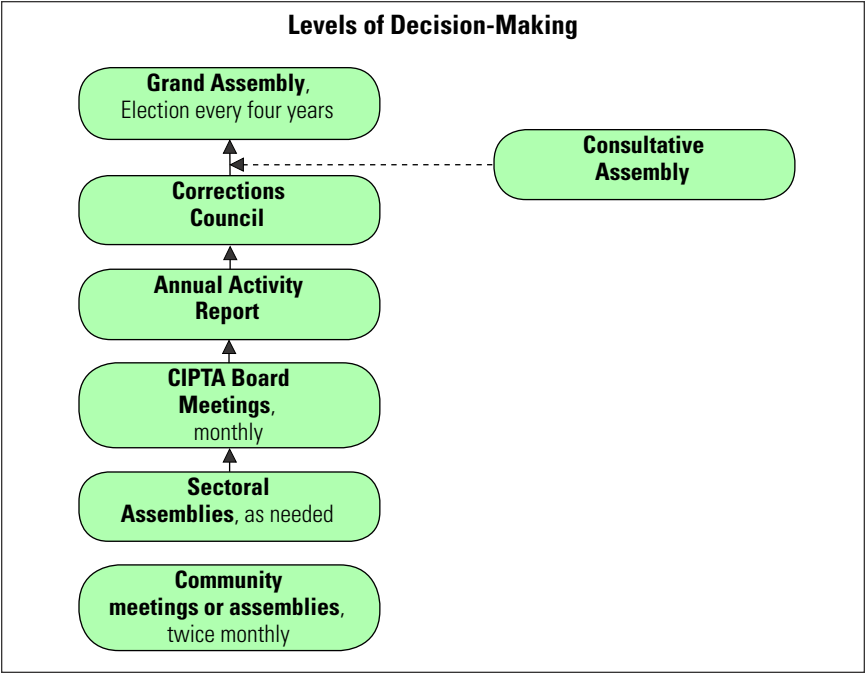 Levels of Decision-Making
Grand Assembly,
Election every four years
Consultative
Assembly
Corrections
Council
Annual Activity
Report
CIPTA Board
Meetings,
monthly
Sectoral
Assemblies, as needed
Community
meetings or assemblies,
twice monthly